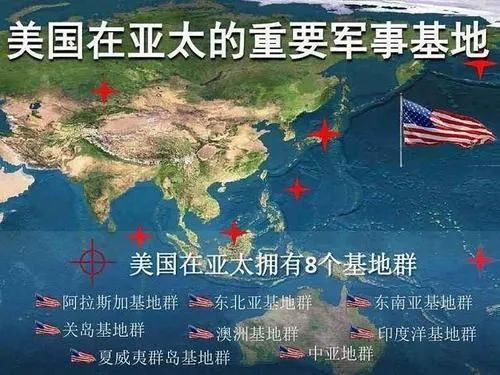 美国在亚太的重要军事基地
美国在亚太拥有8个基地群
阿拉斯加基地群 东北亚基地群 东南亚基地群
关岛基地群 澳洲基地群 印度洋基地群
夏威夷群岛基地群 中亚地群